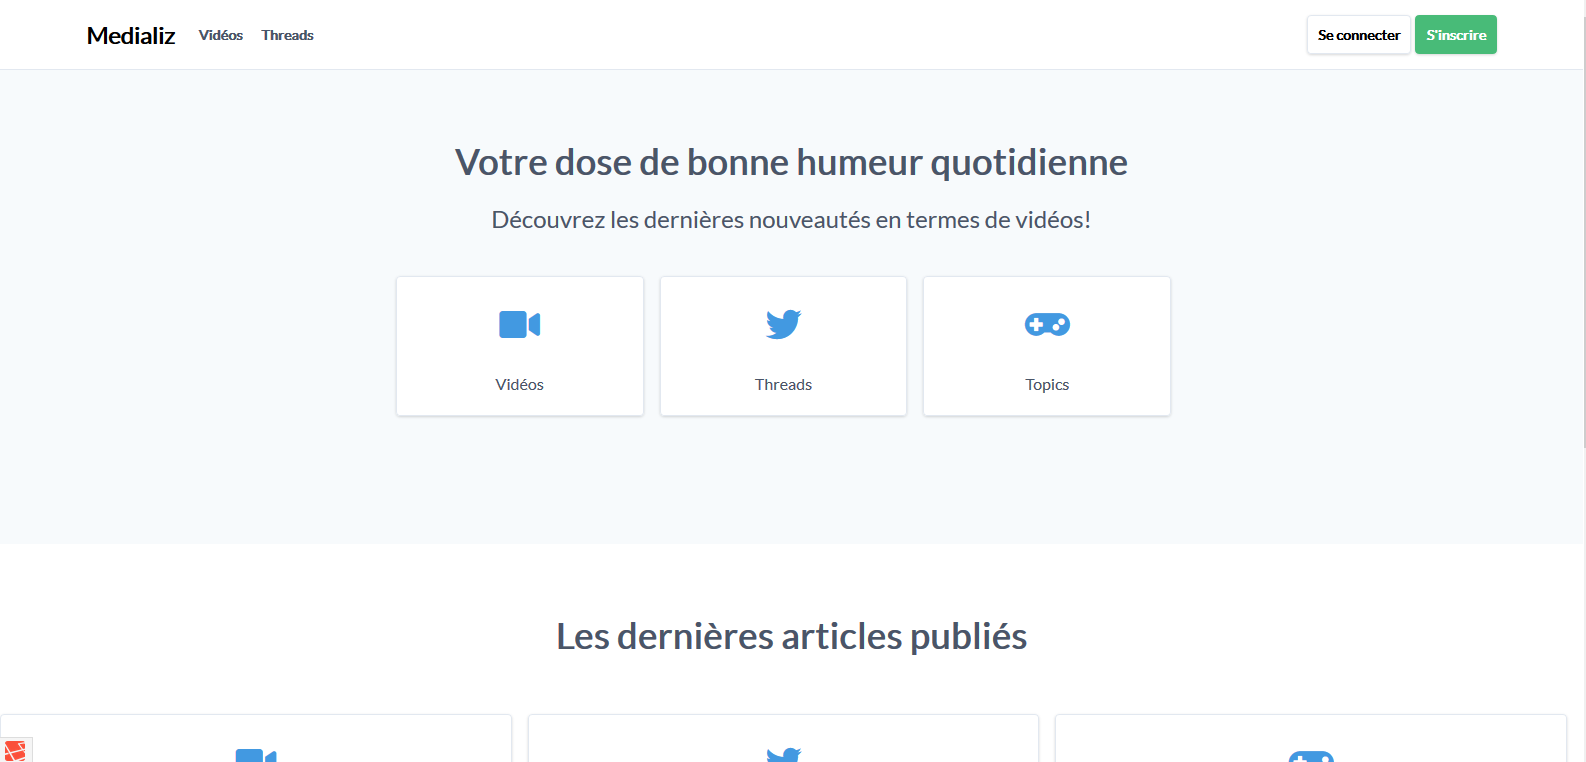 Medializ Vidéos Threads Se connecter S'inscrire
Votre dose de bonne humeur quotidienne
Découvrez les dernières nouveautés en termes de vidéos!
Vidéos Threads Topics
Les dernières articles publiés